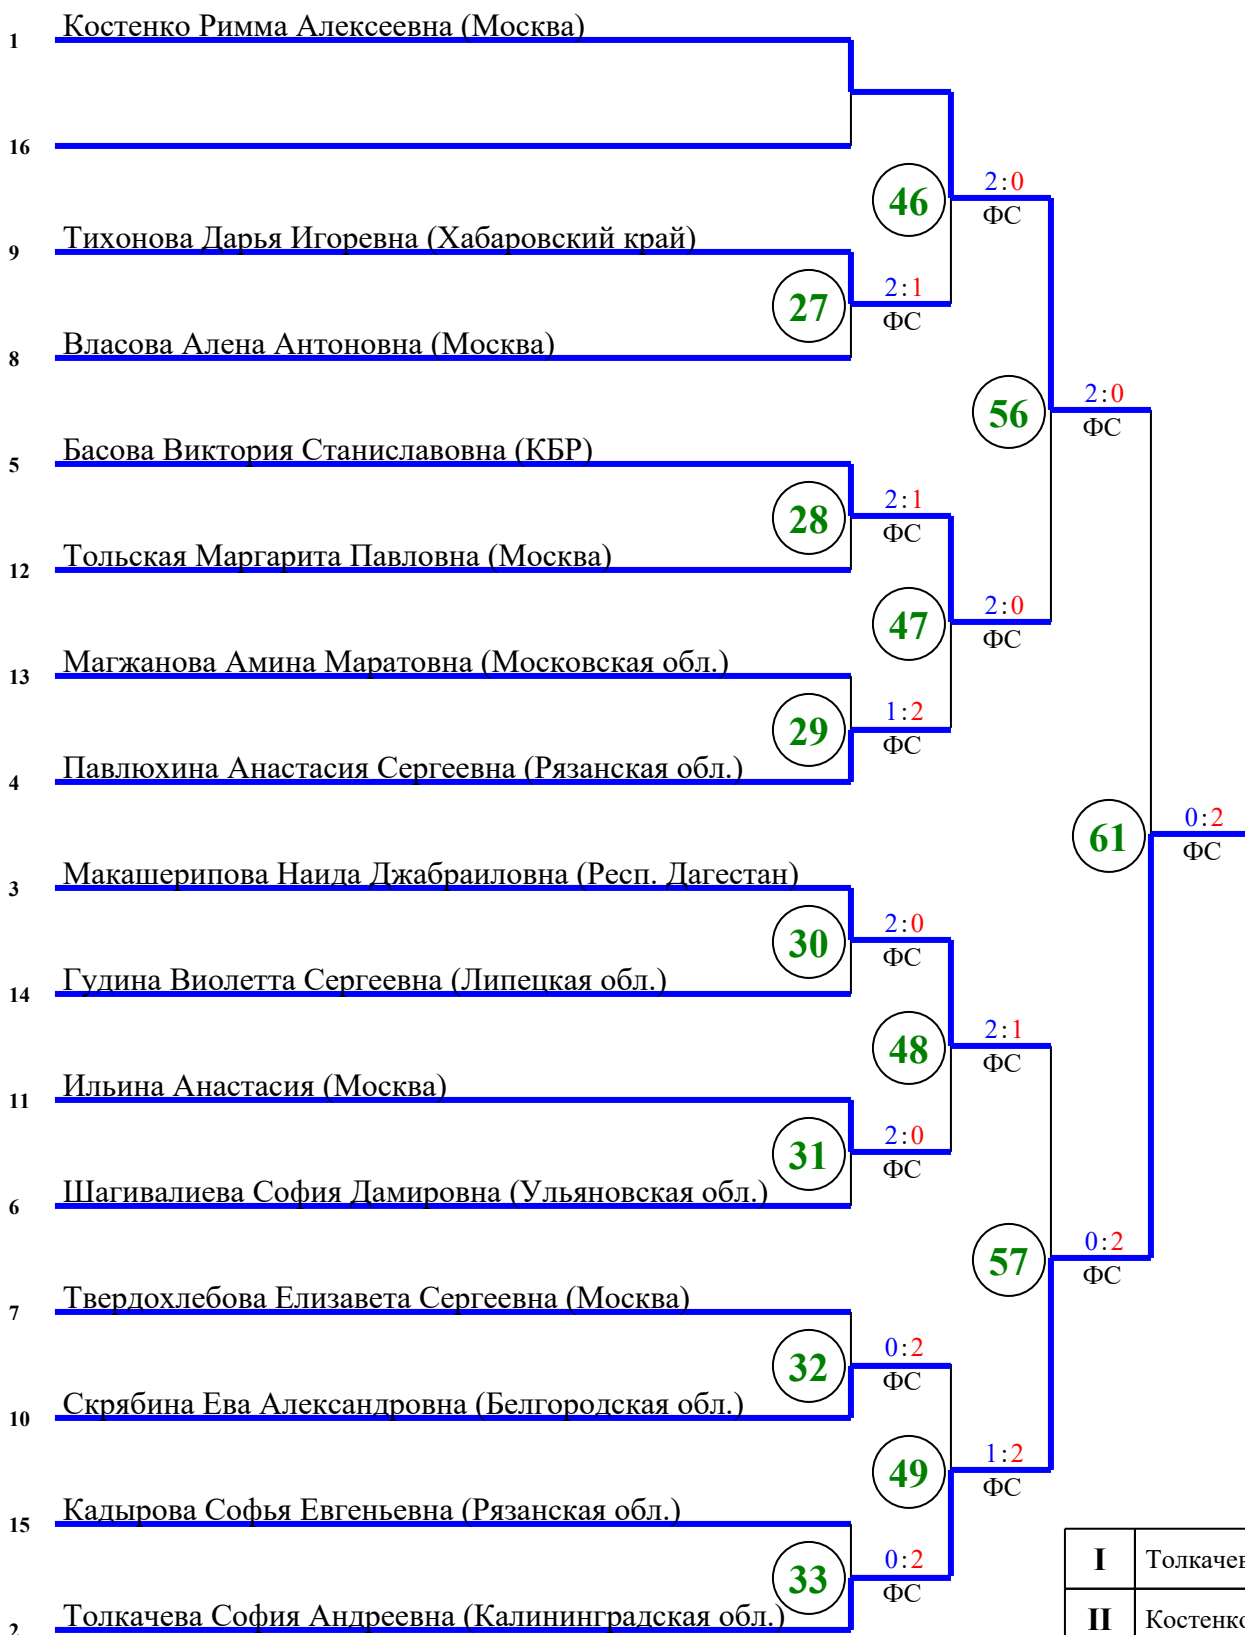 1 Костенко Римма Алексеевна (Москва)
16
46 2:0
ФС
9 Тихонова Дарья Игоревна (Хабаровский край)
27 2:1
ФС
8 Власова Алена Антоновна (Москва)
56 2:0
ФС
5 Басова Виктория Станиславовна (КБР)
28 2:1
ФС
12 Тольская Маргарита Павловна (Москва)
47 2:0
ФС
13 Магжанова Амина Маратовна (Московская обл.)
29 1:2
ФС
4 Павлюхина Анастасия Сергеевна (Рязанская обл.)
61 0:2
ФС
3 Макашерипова Наида Джабраиловна (Респ. Дагестан)
30 2:0
ФС
14 Гудина Виолетта Сергеевна (Липецкая обл.)
48 2:1
ФС
11 Ильина Анастасия (Москва)
31 2:0
ФС
6 Шагивалиева София Дамировна (Ульяновская обл.)
57 0:2
ФС
7 Твердохлебова Елизавета Сергеевна (Москва)
32 0:2
ФС
10 Скрябина Ева Александровна (Белгородская обл.)
49 1:2
ФС
15 Кадырова Софья Евгеньевна (Рязанская обл.)
33 0:2
ФС
2 Толкачева София Андреевна (Калининградская обл.)
I Толкачев
II Костенко